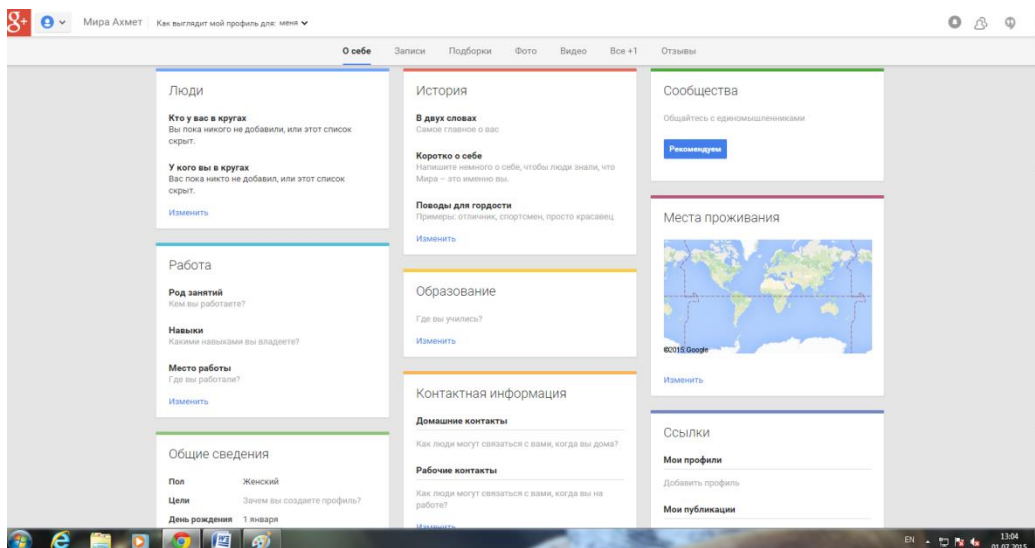 g+
Мира Ахмет
Как выглядит мой профиль для: меня
О себе Записи Подборки Фото Видео Все +1 Отзывы
Люди
Кто у вас в кругах
Вы пока никого не добавили, или этот список
скрыт.
У кого вы в кругах
Вас пока никто не добавил, или этот список
скрыт.
Изменить
Работа
Род занятий
Кем вы работаете?
Навыки
Какими навыками вы владеете?
Место работы
Где вы работали?
Изменить
Общие сведения
Пол Женский
Цели Зачем вы создаете профиль?
День рождения 1 января
История
В двух словах
Самое главное о вас
Коротко о себе
Напишите немного о себе, чтобы люди знали, что
Мира – это именно вы.
Поводы для гордости
Примеры: отличник, спортсмен, просто красавец
Изменить
Образование
Где вы учились?
Изменить
Контактная информация
Домашние контакты
Как люди могут связаться с вами, когда вы дома?
Рабочие контакты
Как люди могут связаться с вами, когда вы на
работе?
Изменить
Сообщества
Общайтесь с единомышленниками
Рекомендуем
Места проживания
©2015 Google
Изменить
Ссылки
Мои профили
Добавить профиль
Мои публикации
EN
13:04
01.07.2015